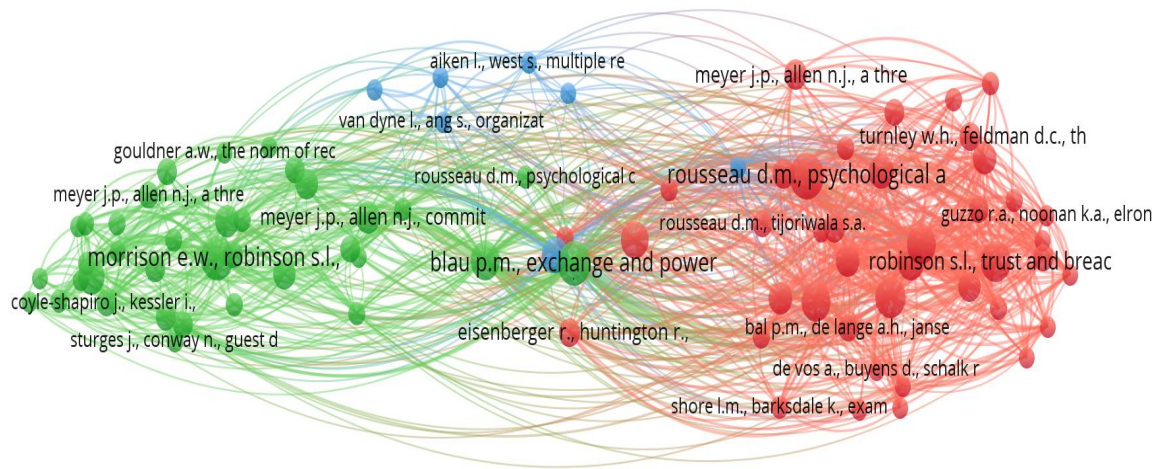 aiken l., west s., multiple re
meyer j.p., allen n.j., a thre
van dyne l., ang s., organizat
turnley w.h., feldman d.c., th
gouldner a.w., the norm of rec
rousseau d.m., psychological c
rousseau d.m., psychological a
meyer j.p., allen n.j., a thre
meyer j.p., allen n.j., commit
rousseau d.m., tijoriwala s.a.
guzzo r.a., noonan k.a., elron
morrison e.w., robinson s.l.,
blau p.m., exchange and power
robinson s.l., trust and breac
coyle-shapiro j., kessler i.,
sturges j., conway n., guest d
eisenberger r., huntington r.,
bal p.m., de lange a.h., janse
de vos a., buyens d., schalk r
shore l.m., barksdale k., exam